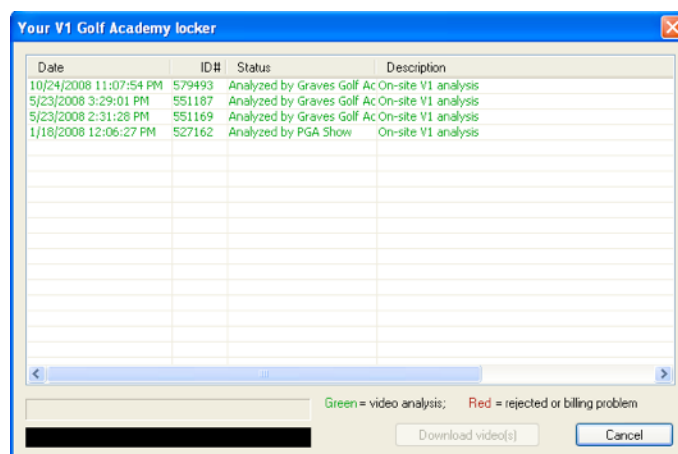 Your V1 Golf Academy locker
Date ID# Status Description
10/24/2008 11:07:54 PM 579493 Analyzed by Graves Golf Ac On-site V1 analysis
5/23/2008 3:29:01 PM 551187 Analyzed by Graves Golf Ac On-site V1 analysis
5/23/2008 2:31:28 PM 551169 Analyzed by Graves Golf Ac On-site V1 analysis
1/18/2008 12:06:27 PM 527162 Analyzed by PGA Show On-site V1 analysis
Green = video analysis; Red = rejected or billing problem
Download video(s) Cancel